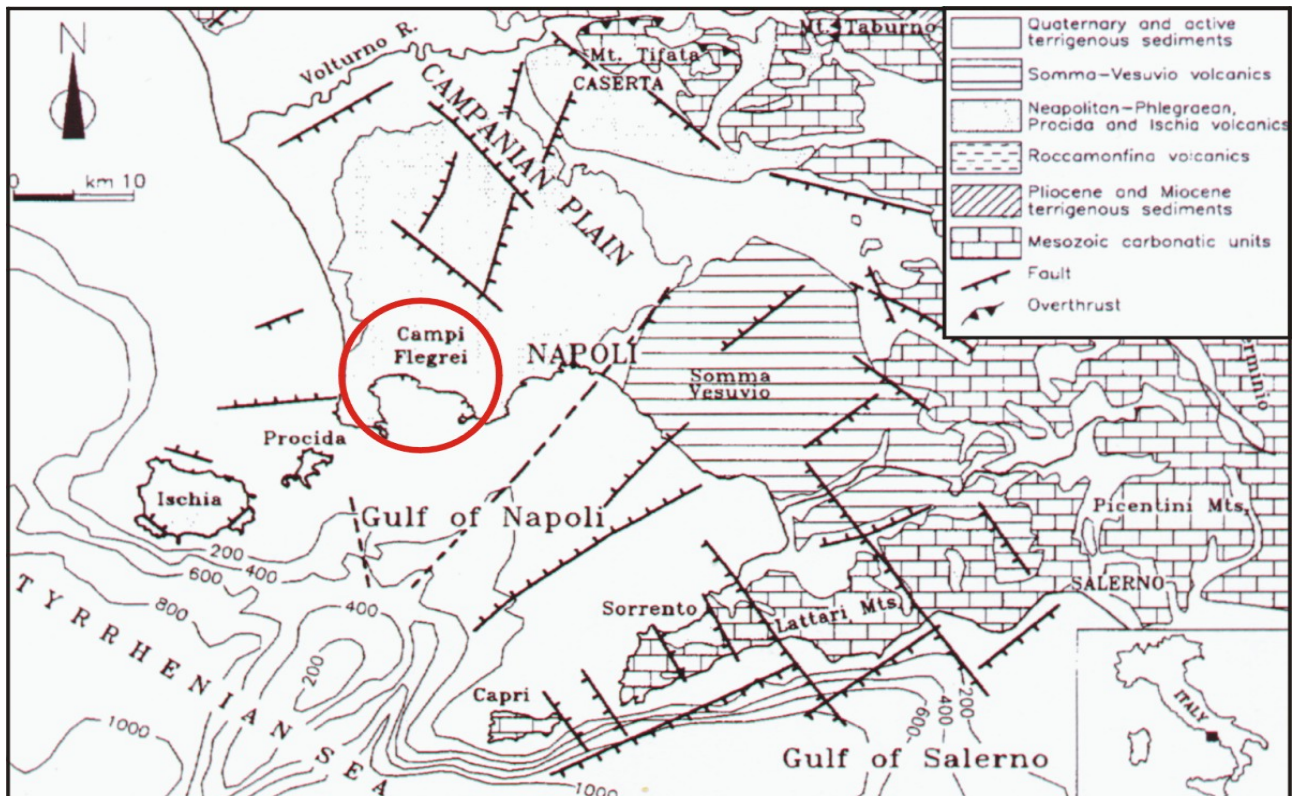 N
0 km 10
Volturno R.
Mt. Tifata
CASERTA
Mt. Taburno
CAMPANIAN PLAIN
Campi
Flegrei
NAPOLI
Somma
Vesuvio
Procida
Ischia
Gulf of Napoli
200
400
600
800
400
200
1000
TYRRHENIAN SEA
Sorrento
Lattari Mts.
Capri
Picentini Mts.
SALERNO
200
400
600
1000
Gulf of Salerno
ITALY
Quaternary and active
terrigenous sediments
Somma-Vesuvio volcanics
Neapolitan-Phlegraean,
Procida and Ischia volcanics
Roccamonfina volcanics
Pliocene and Miocene
terrigenous sediments
Mesozoic carbonatic units
Fault
Overthrust